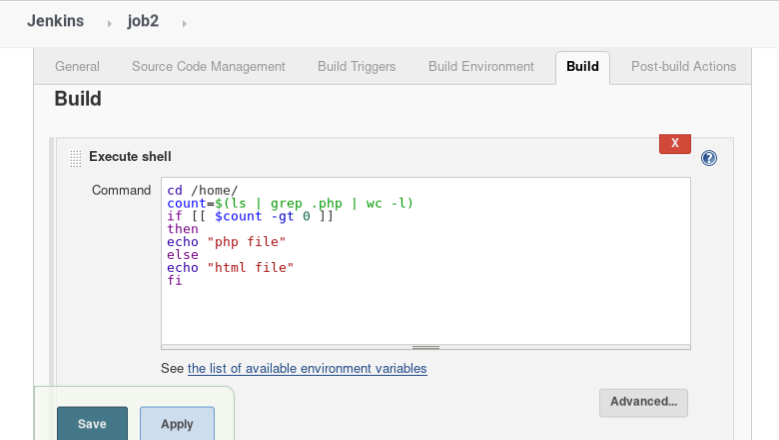 Jenkins › job2 ›
General Source Code Management Build Triggers Build Environment Build Post-build Actions
Build
X
Execute shell ?
Command
cd /home/
count=$(ls | grep .php | wc -l)
if [[ $count -gt 0 ]]
then
echo "php file"
else
echo "html file"
fi
See the list of available environment variables
Advanced...
Save Apply